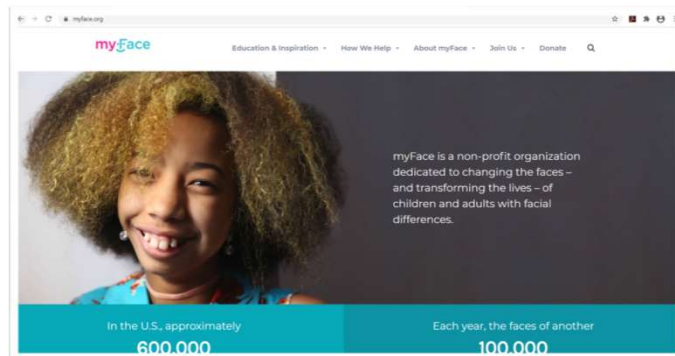 myface.org
myFace
Education & Inspiration How We Help About myFace Join Us Donate
myFace is a non-profit organization
dedicated to changing the faces –
and transforming the lives – of
children and adults with facial
differences.
In the U.S., approximately
600,000
Each year, the faces of another
100,000